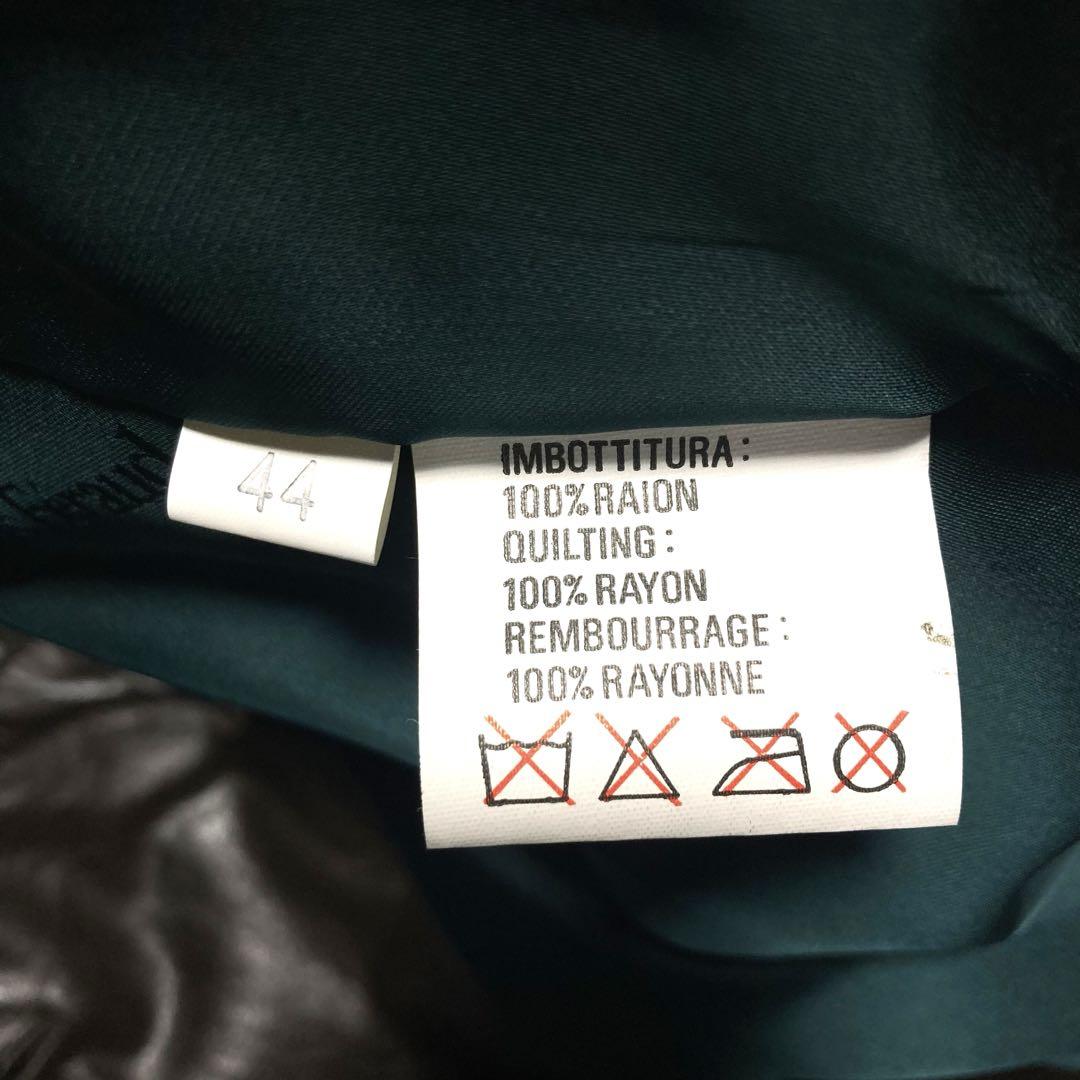 44
IMBOTTITURA:
100% RAION
QUILTING:
100% RAYON
REMBOURRAGE:
100% RAYONNE